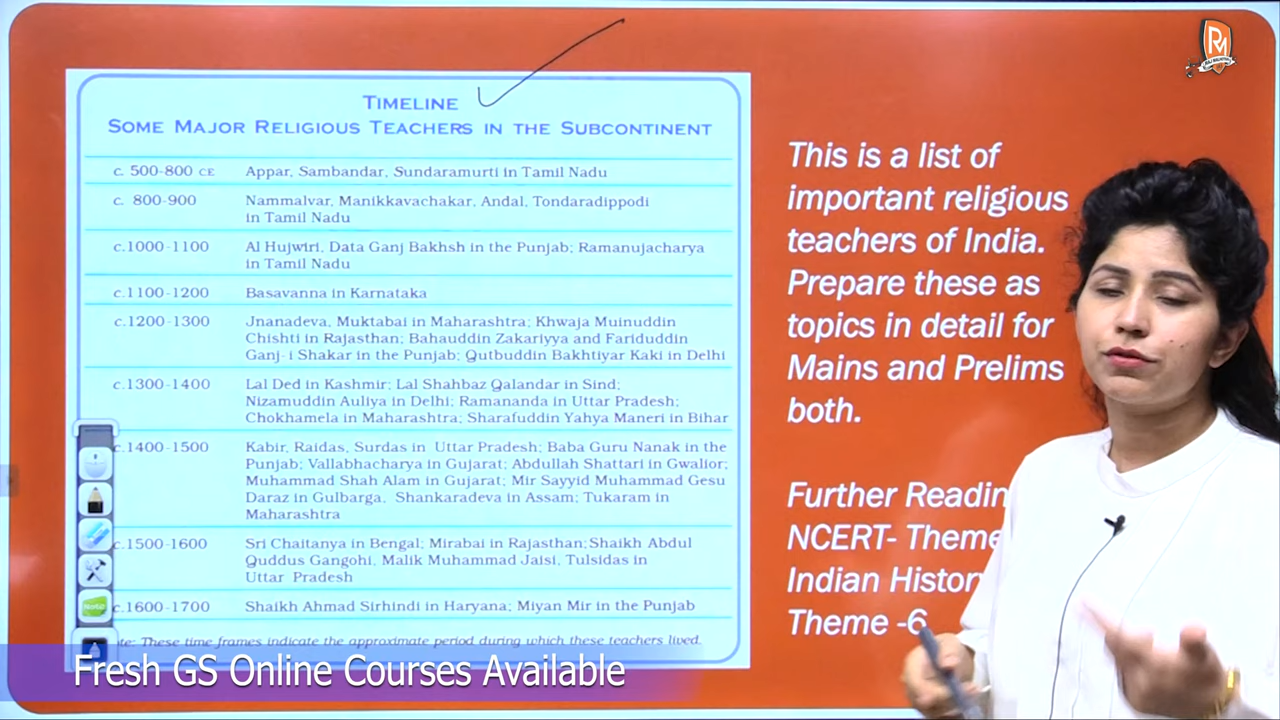 TIMELINE
SOME MAJOR RELIGIOUS TEACHERS IN THE SUBCONTINENT
c. 500-800 CE Appar, Sambandar, Sundaramurti in Tamil Nadu
c. 800-900 Nammalvar, Manikkavachakar, Andal, Tondaradippodi
in Tamil Nadu
c.1000-1100 Al Hujwiri, Data Ganj Bakhsh in the Punjab; Ramanujacharya
in Tamil Nadu
c.1100-1200 Basavanna in Karnataka
c.1200-1300 Jnanadeva, Muktabai in Maharashtra; Khwaja Muinuddin
Chishti in Rajasthan; Bahauddin Zakariyya and Fariduddin
Ganj-i Shakar in the Punjab; Qutbuddin Bakhtiyar Kaki in Delhi
c.1300-1400 Lal Ded in Kashmir; Lal Shahbaz Qalandar in Sind;
Nizamuddin Auliya in Delhi; Ramananda in Uttar Pradesh;
Chokhamela in Maharashtra; Sharafuddin Yahya Maneri in Bihar
c.1400-1500 Kabir, Raidas, Surdas in Uttar Pradesh; Baba Guru Nanak in the
Punjab; Vallabhacharya in Gujarat; Abdullah Shattari in Gwalior;
Muhammad Shah Alam in Gujarat; Mir Sayyid Muhammad Gesu
Daraz in Gulbarga, Shankaradeva in Assam; Tukaram in
Maharashtra
c.1500-1600 Sri Chaitanya in Bengal; Mirabai in Rajasthan; Shaikh Abdul
Quddus Gangohi, Malik Muhammad Jaisi, Tulsidas in
Uttar Pradesh
c.1600-1700 Shaikh Ahmad Sirhindi in Haryana; Miyan Mir in the Punjab
These time frames indicate the approximate period during which these teachers lived.
This is a list of
important religious
teachers of India.
Prepare these as
topics in detail for
Mains and Prelims
both.
Further Readin
NCERT- Theme
Indian Histor
Theme -6
Fresh GS Online Courses Available